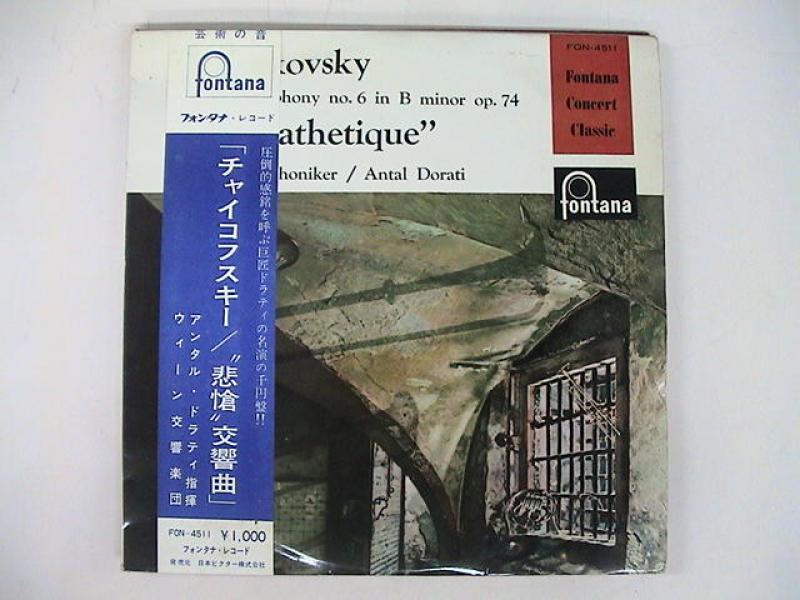 芸術の音
fontana
フォンタナ・レコード
圧倒的感銘を呼ぶ巨匠ドラティの名演の千円盤!!
「チャイコフスキー/"悲愴"交響曲」
アンタル・ドラティ指揮
ウィーン交響楽団
FON-4511 ¥1,000
フォンタナ・レコード
発売元 日本ビクター株式会社
kovsky
phony no. 6 in B minor op. 74
athetique”
honiker / Antal Dorati
FON-4511
Fontana
Concert
Classic
fontana